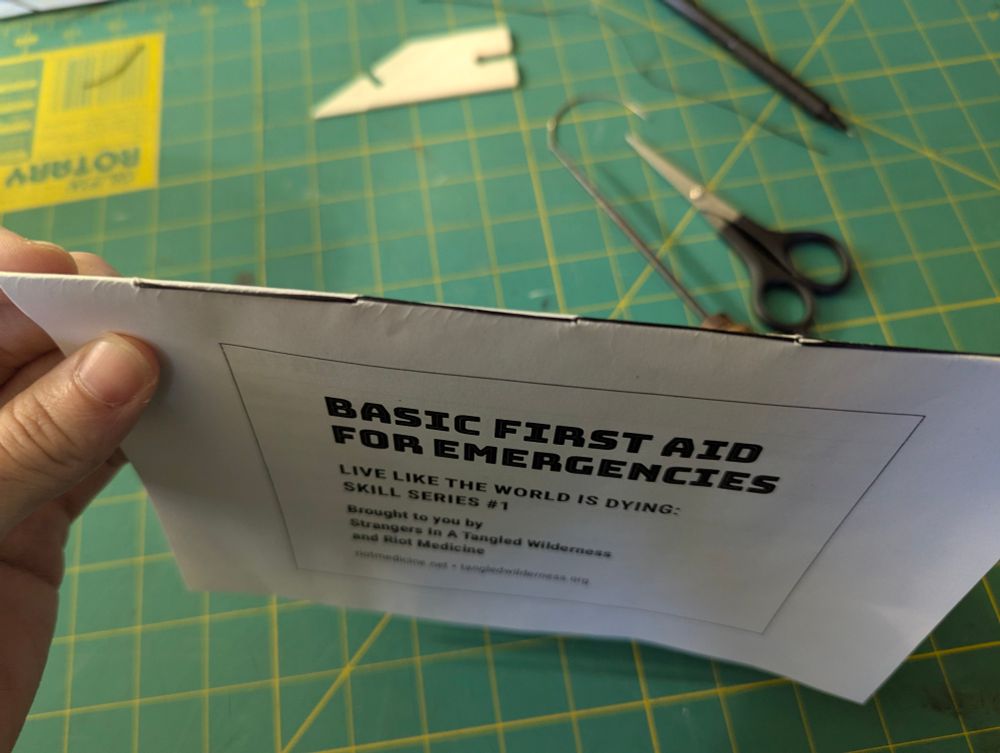 ROTARY
BASIC FIRST AID
FOR EMERGENCIES
LIVE LIKE THE WORLD IS DYING:
SKILL SERIES #1
Brought to you by
Strangers In A Tangled Wilderness
and Riot Medicine
riotmedicine.net • tangledwilderness.org